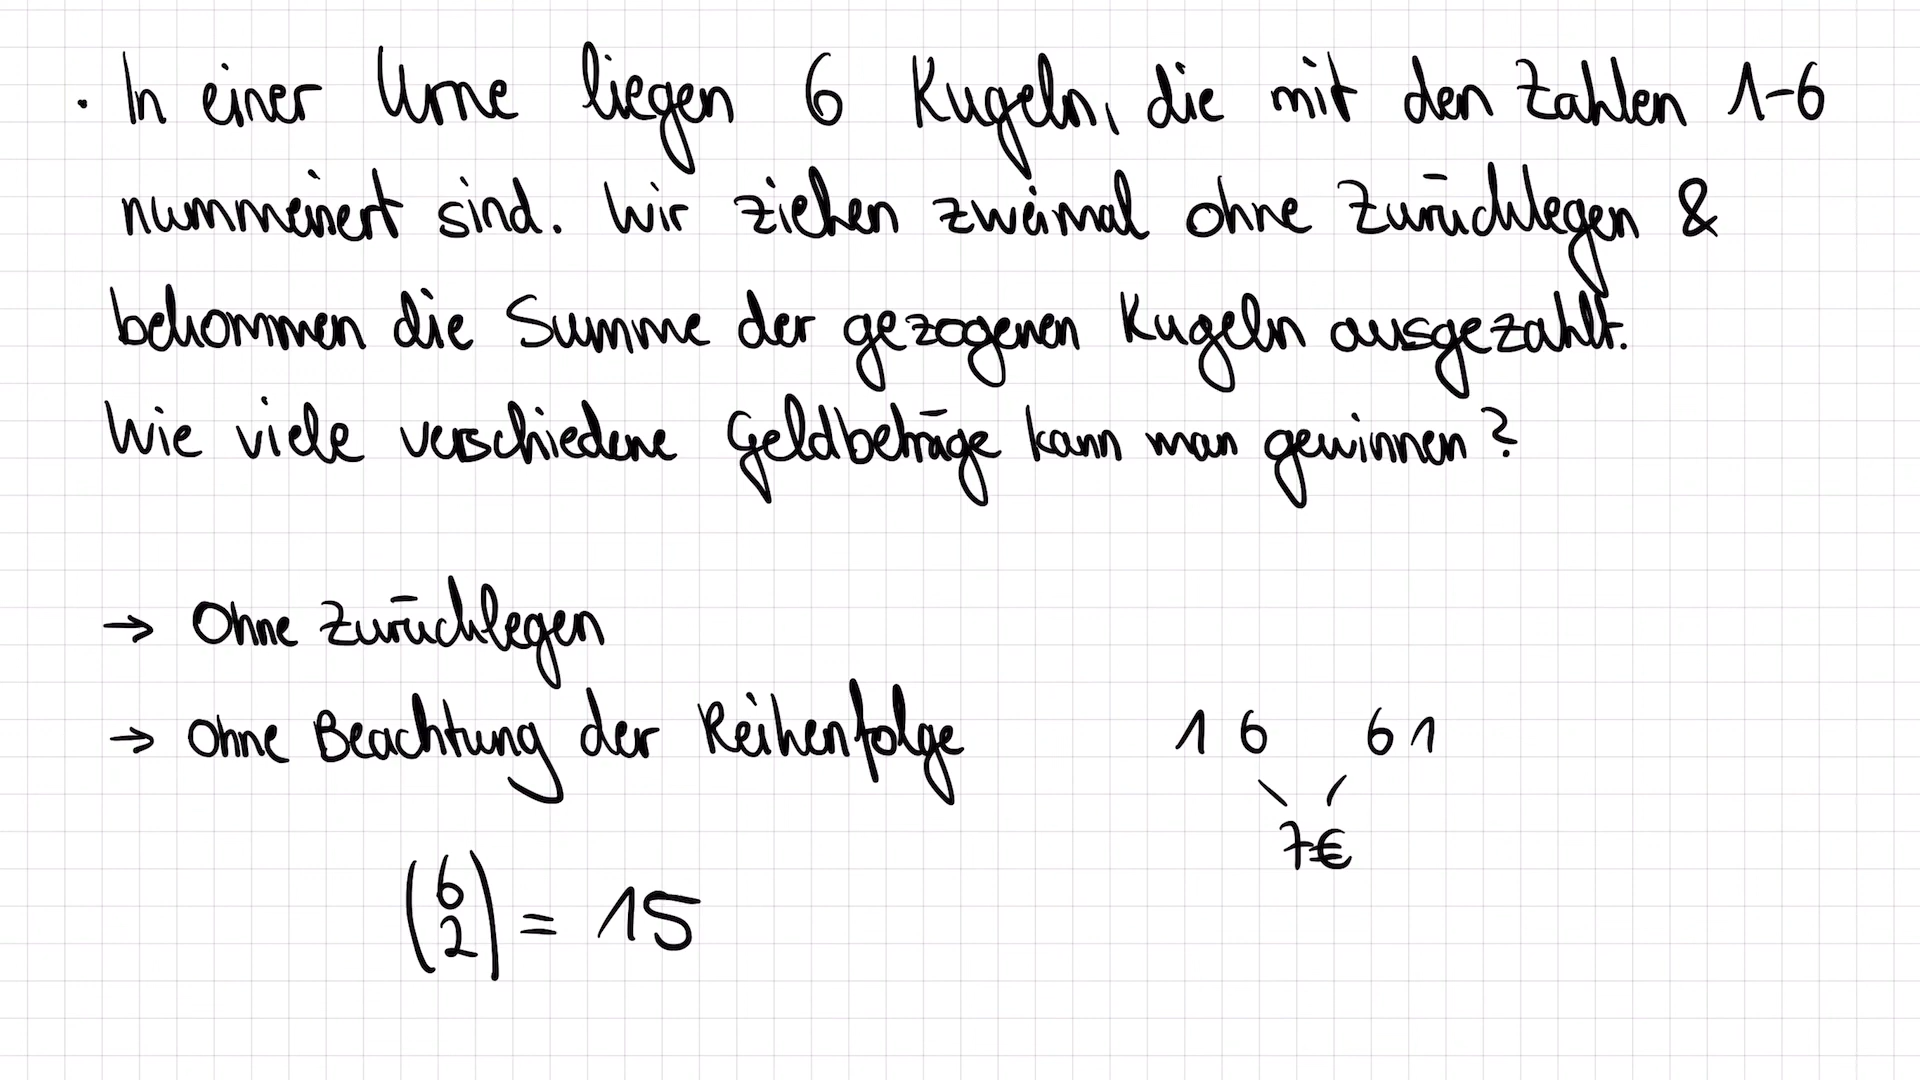 · In einer Urne liegen 6 Kugeln, die mit den Zahlen 1-6
nummeriert sind. Wir ziehen zweimal ohne Zurücklegen &
bekommen die Summe der gezogenen Kugeln ausgezahlt.
Wie viele verschiedene Geldbeträge kann man gewinnen?
→ Ohne Zurücklegen
→ Ohne Beachtung der Reihenfolge
1 6 6 1
7€
(6 2) = 15